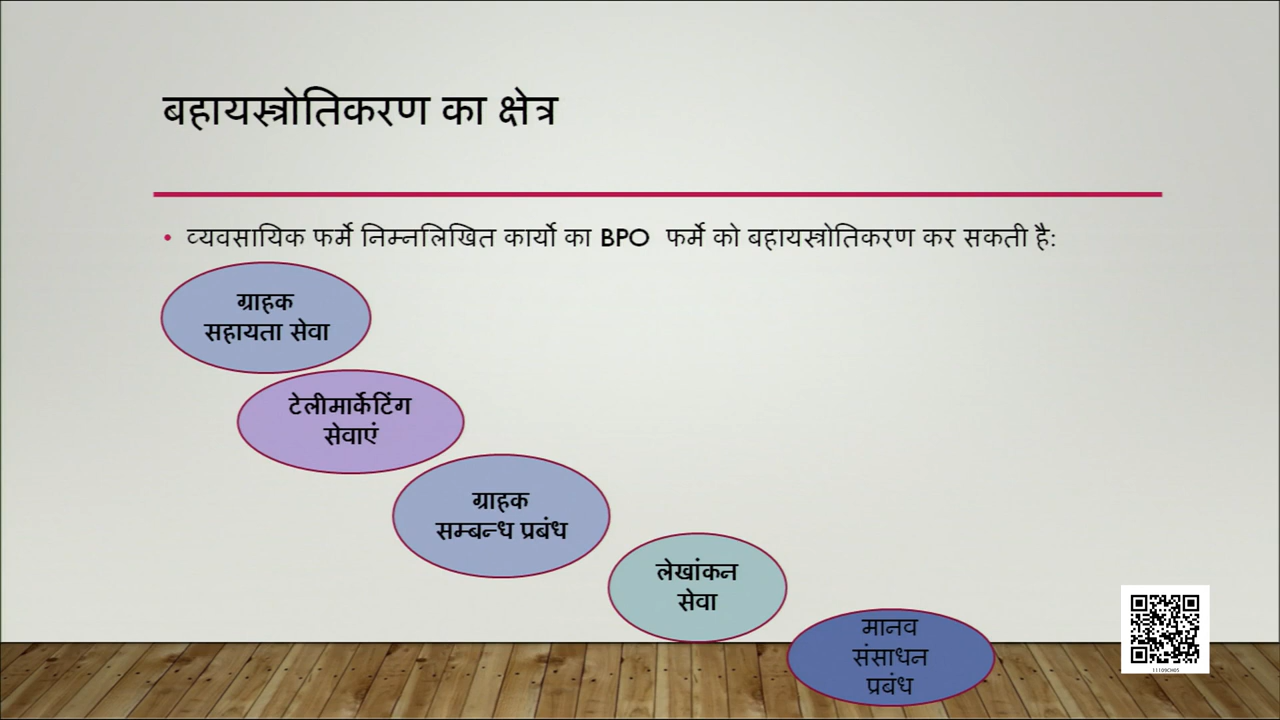 बहायस्त्रोतिकरण का क्षेत्र
• व्यवसायिक फर्मे निम्नलिखित कार्यो का BPO फर्मे को बहायस्त्रोतिकरण कर सकती है:
ग्राहक
सहायता सेवा
टेलीमार्केटिंग
सेवाएं
ग्राहक
सम्बन्ध प्रबंध
लेखांकन
सेवा
मानव
संसाधन
प्रबंध
11109CH05